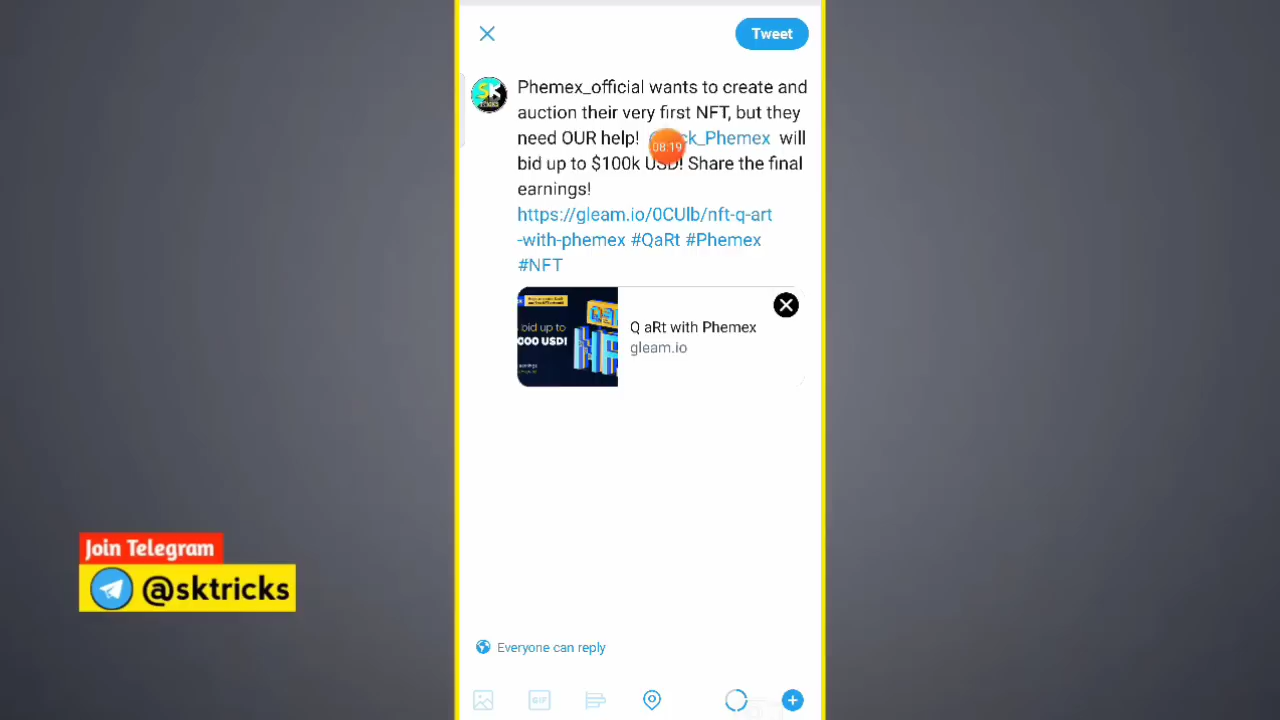 Tweet
Phemex_official wants to create and
auction their very first NFT, but they
need OUR help! ck_Phemex will
bid up to $100k USD! Share the final
earnings!
https://gleam.io/0CUlb/nft-q-art
-with-phemex #QaRt #Phemex
#NFT
08:19
bid up to
000 USD!
Q aRt with Phemex
gleam.io
Join Telegram
@sktricks
Everyone can reply
GIF